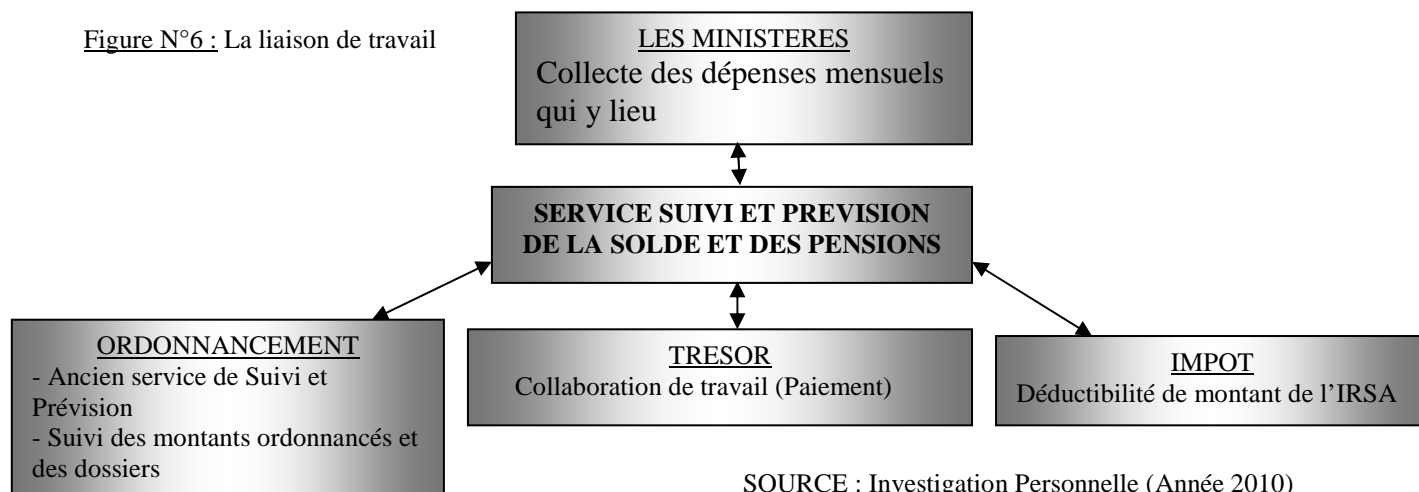 Figure N°6 : La liaison de travail
LES MINISTERES
Collecte des dépenses mensuels
qui y lieu
SERVICE SUIVI ET PREVISION
DE LA SOLDE ET DES PENSIONS
ORDONNANCEMENT
- Ancien service de Suivi et
Prévision
- Suivi des montants ordonnancés et
des dossiers
TRESOR
Collaboration de travail (Paiement)
IMPOT
Déductibilité de montant de l’IRSA
SOURCE : Investigation Personnelle (Année 2010)